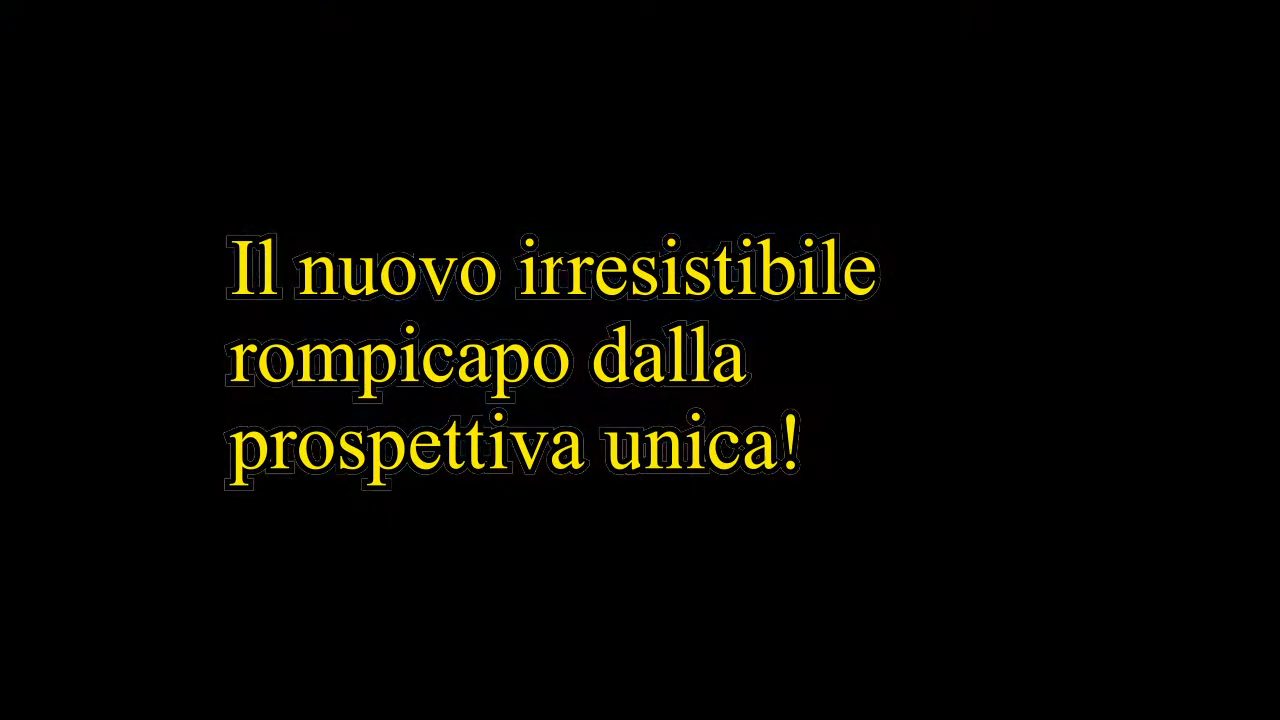 Il nuovo irresistibile
rompicapo dalla
prospettiva unica!